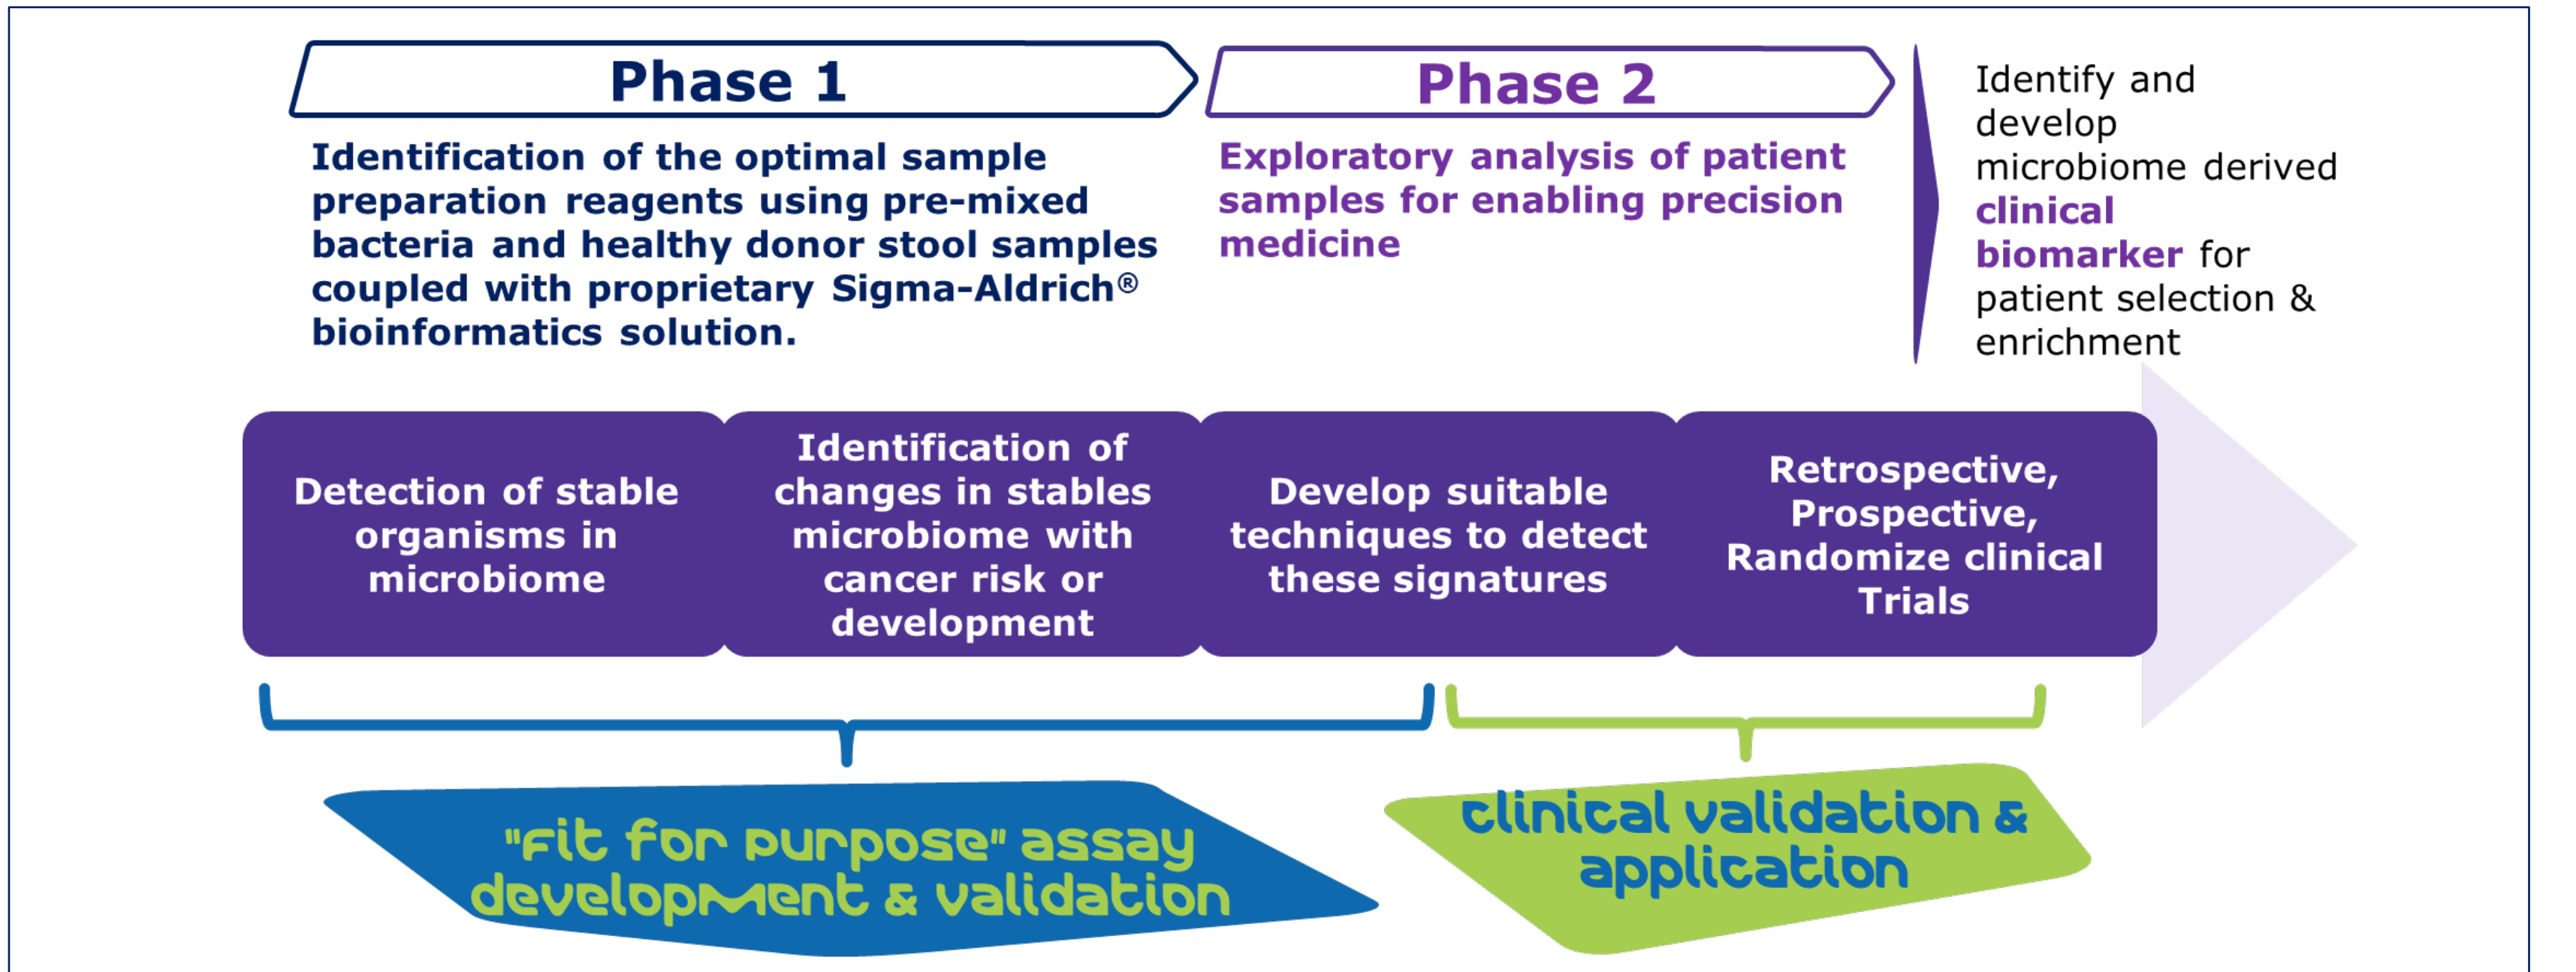 Phase 1
Identification of the optimal sample
preparation reagents using pre-mixed
bacteria and healthy donor stool samples
coupled with proprietary Sigma-Aldrich®
bioinformatics solution.
Phase 2
Exploratory analysis of patient
samples for enabling precision
medicine
Identify and
develop
microbiome derived
clinical
biomarker for
patient selection &
enrichment
Detection of stable
organisms in
microbiome
Identification of
changes in stables
microbiome with
cancer risk or
development
Develop suitable
techniques to detect
these signatures
Retrospective,
Prospective,
Randomize clinical
Trials
"Fit for purpose" assay
development & validation
clinical validation &
application